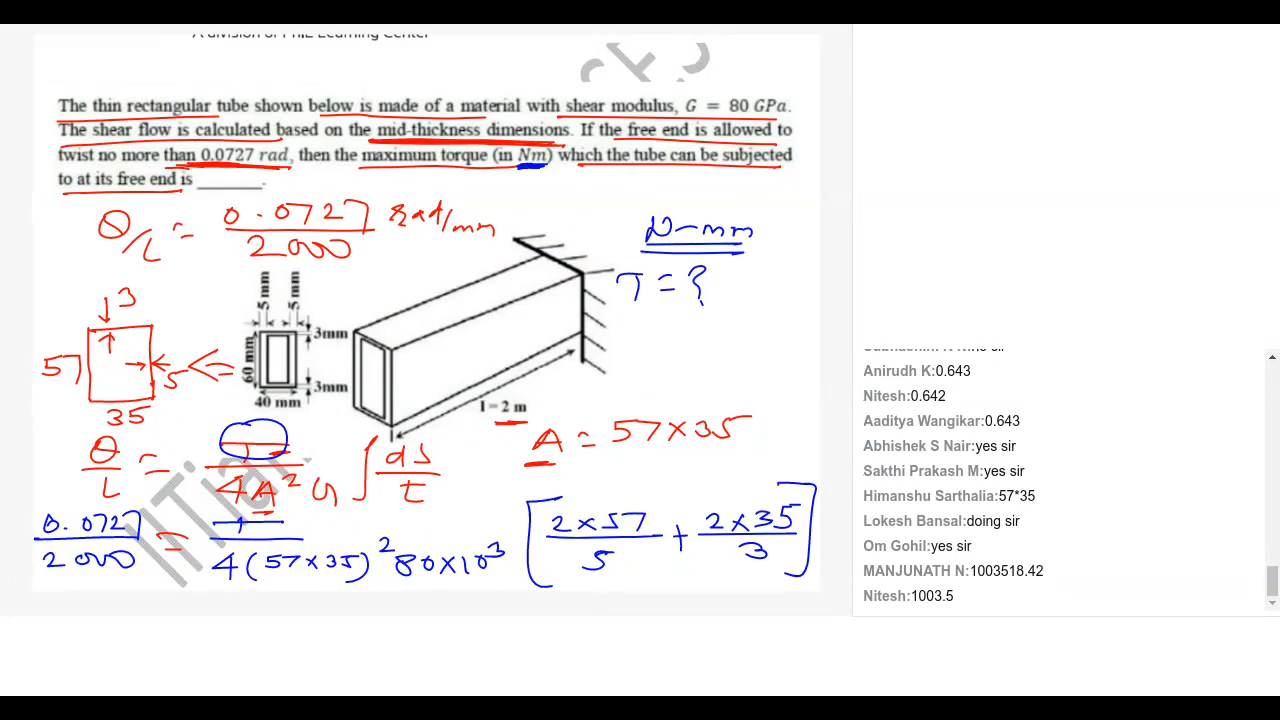 A division of PhIE Learning Center
The thin rectangular tube shown below is made of a material with shear modulus, G = 80 GPa.
The shear flow is calculated based on the mid-thickness dimensions. If the free end is allowed to
twist no more than 0.0727 rad, then the maximum torque (in Nm) which the tube can be subjected
to at its free end is ______.
θ/L = 0.0727/2000 rad/mm
N-mm
T = ?
3
57
5
35
5 mm
5 mm
3mm
60 mm
3mm
40 mm
l = 2 m
A = 57×35
θ/L = T/4A²G ∫ ds/t
0.0727/2000 = T/4(57×35)² 80×10³ [2×57/5 + 2×35/3]
Anirudh K:0.643
Nitesh:0.642
Aaditya Wangikar:0.643
Abhishek S Nair:yes sir
Sakthi Prakash M:yes sir
Himanshu Sarthalia:57*35
Lokesh Bansal:doing sir
Om Gohil:yes sir
MANJUNATH N:1003518.42
Nitesh:1003.5